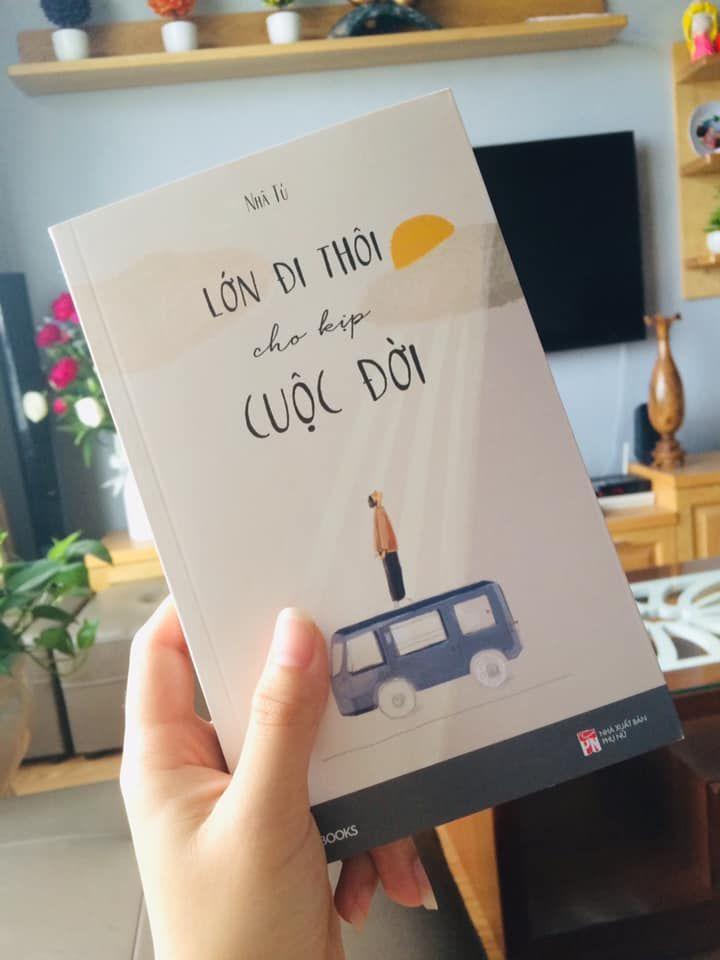 NHÃ TÚ
LỚN ĐI THÔI
cho kịp
CUỘC ĐỜI
NHÀ XUẤT BẢN
PHỤ NỮ
BOOKS